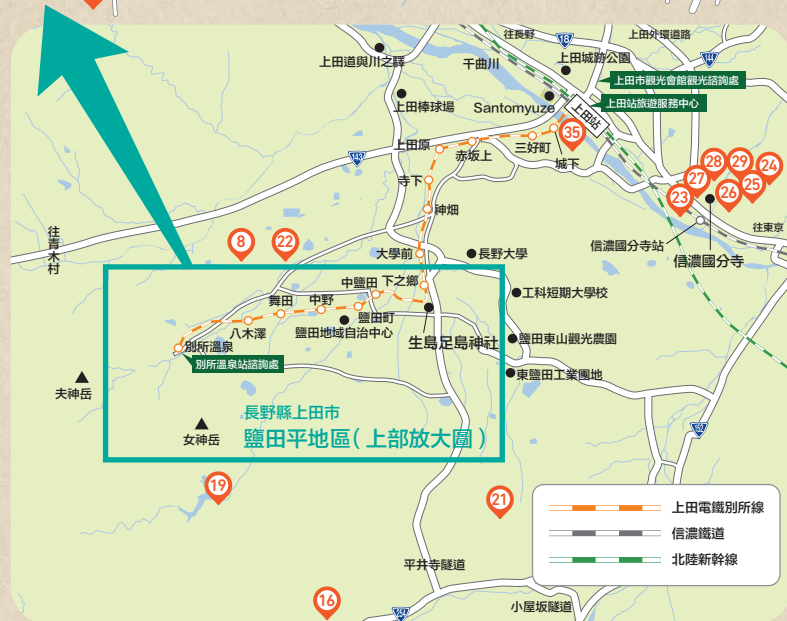 往長野
18
上田外環道路
上田道與川之驛
千曲川
上田城跡公園
144
上田市觀光會館觀光諮詢處
上田棒球場
Santomyuze
上田站旅遊服務中心
上田站
上田原
赤坂上
三好町
城下
35
143
寺下
神畑
28
29
24
27
26
25
23
往青木村
8
22
大學前
長野大學
信濃國分寺站
信濃國分寺
往東京
中鹽田
下之鄉
舞田
中野
鹽田町
工科短期大學校
八木澤
鹽田地域自治中心
生島足島神社
鹽田東山觀光農園
別所溫泉
別所溫泉站諮詢處
東鹽田工業團地
夫神岳
女神岳
長野縣上田市
鹽田平地區(上部放大圖)
152
19
21
上田電鐵別所線
信濃鐵道
北陸新幹線
平井寺隧道
16
254
小屋坂隧道